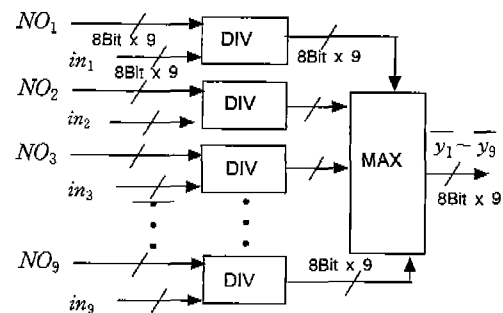 NO₁
8Bit x 9
DIV
8Bit x 9
in₁
8Bit x 9
NO₂
DIV
in₂
NO₃
DIV
MAX
y₁ ~ y₉
in₃
8Bit x 9
NO₉
DIV
8Bit x 9
in₉